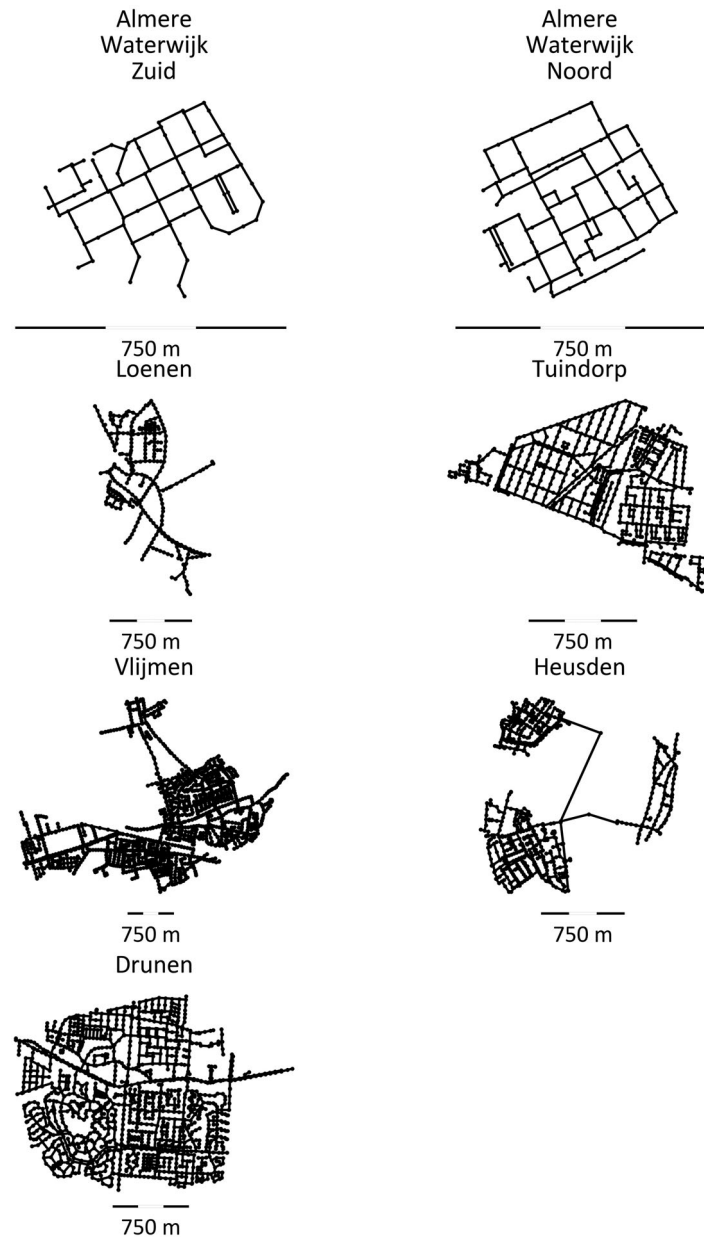 Almere
Waterwijk
Zuid
Almere
Waterwijk
Noord
750 m
750 m
Loenen
Tuindorp
750 m
750 m
Vlijmen
Heusden
750 m
750 m
Drunen
750 m